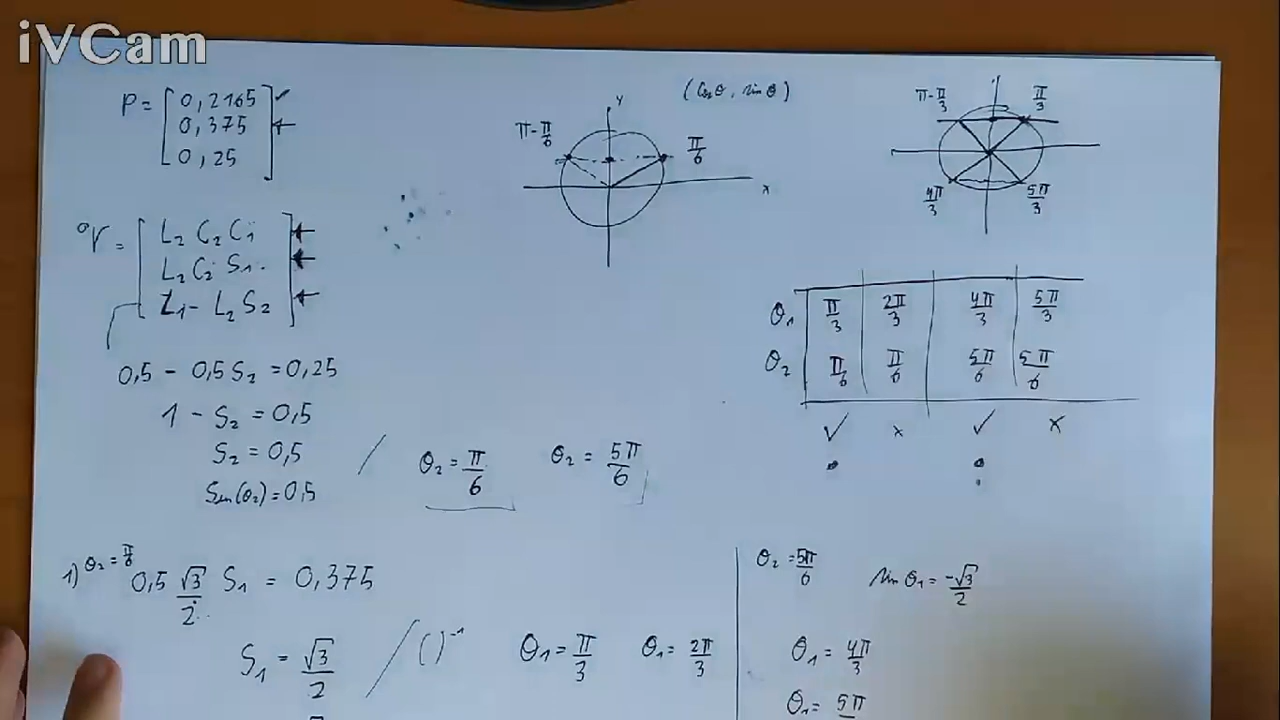 iVCam
P = [ 0,2165
0,375
0,25 ]
⁰r = [ L₂ C₂ C₁
L₂ C₂ S₁
L₁ - L₂ S₂ ]
0,5 - 0,5 S₂ = 0,25
1 - S₂ = 0,5
S₂ = 0,5
Sen(θ₂) = 0,5
θ₂ = π/6
θ₂ = 5π/6
1) θ₂ = π/6
0,5 √3/2 S₁ = 0,375
S₁ = √3/2 / ( )⁻¹
θ₁ = π/3
θ₁ = 2π/3
(Cos θ, sin θ)
y
π - π/6
π/6
x
π - π/3
π/3
4π/3
5π/3
θ₁ π/3 2π/3 4π/3 5π/3
θ₂ π/6 π/6 5π/6 5π/6
✓ x ✓ x
θ₂ = 5π/6
sin θ₁ = -√3/2
θ₁ = 4π/3
θ₁ = 5π